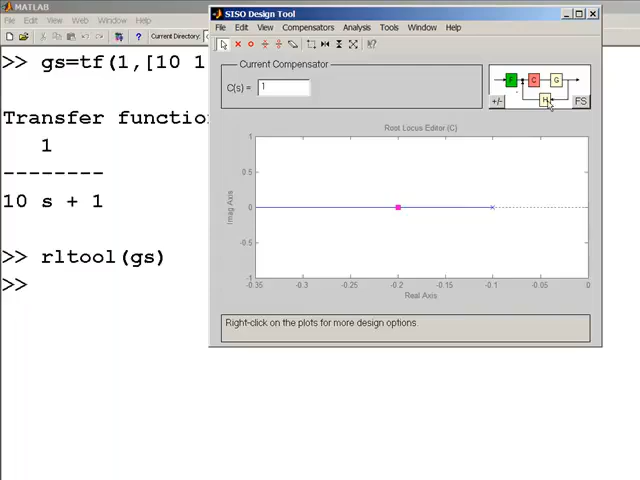 MATLAB
File Edit View Web Window Help
Current Directory:
>> gs=tf(1,[10 1
Transfer functio
1
--------
10 s + 1
>> rltool(gs)
>>
SISO Design Tool
File Edit View Compensators Analysis Tools Window Help
Current Compensator
C(s) = 1
F C G
H
+/- FS
Root Locus Editor (C)
Imag Axis
1
0.5
0
-0.5
-1
-0.35 -0.3 -0.25 -0.2 -0.15 -0.1 -0.05 0
Real Axis
Right-click on the plots for more design options.